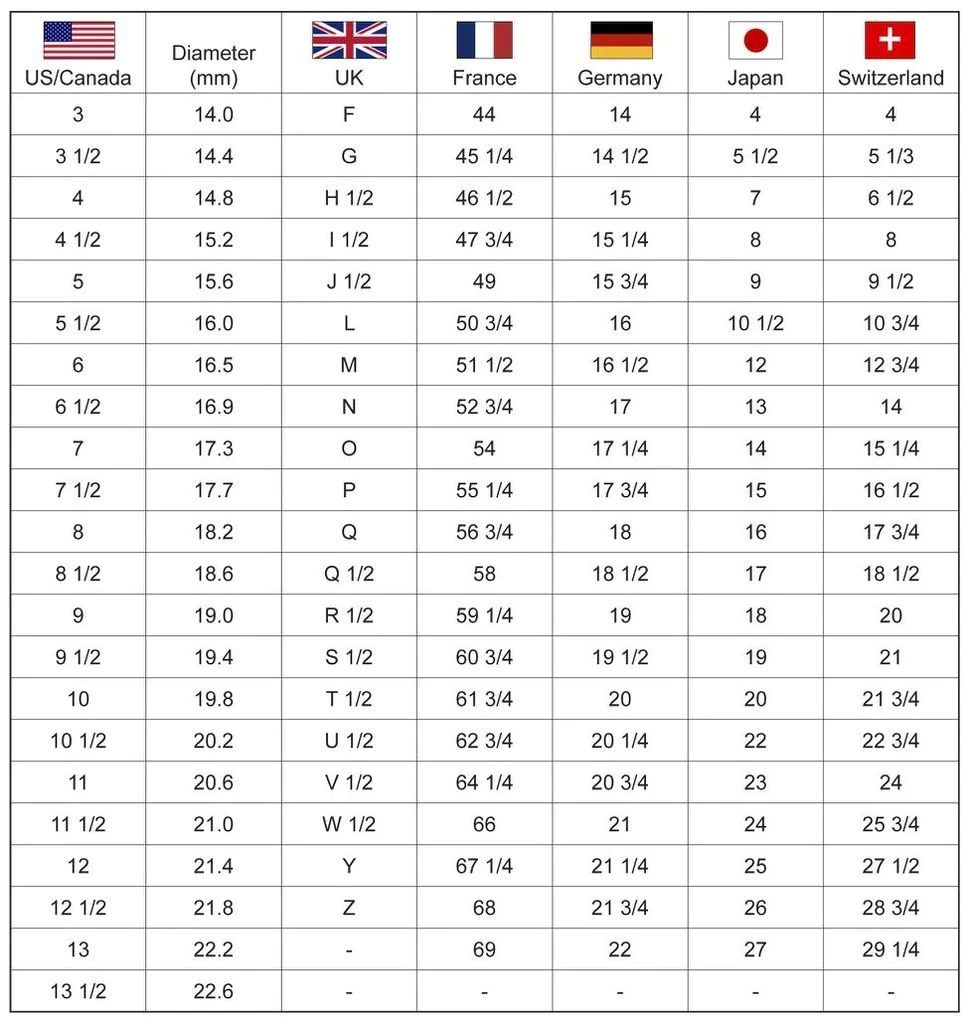 US/Canada Diameter (mm) UK France Germany Japan Switzerland
3 14.0 F 44 14 4 4
3 1/2 14.4 G 45 1/4 14 1/2 5 1/2 5 1/3
4 14.8 H 1/2 46 1/2 15 7 6 1/2
4 1/2 15.2 I 1/2 47 3/4 15 1/4 8 8
5 15.6 J 1/2 49 15 3/4 9 9 1/2
5 1/2 16.0 L 50 3/4 16 10 1/2 10 3/4
6 16.5 M 51 1/2 16 1/2 12 12 3/4
6 1/2 16.9 N 52 3/4 17 13 14
7 17.3 O 54 17 1/4 14 15 1/4
7 1/2 17.7 P 55 1/4 17 3/4 15 16 1/2
8 18.2 Q 56 3/4 18 16 17 3/4
8 1/2 18.6 Q 1/2 58 18 1/2 17 18 1/2
9 19.0 R 1/2 59 1/4 19 18 20
9 1/2 19.4 S 1/2 60 3/4 19 1/2 19 21
10 19.8 T 1/2 61 3/4 20 20 21 3/4
10 1/2 20.2 U 1/2 62 3/4 20 1/4 22 22 3/4
11 20.6 V 1/2 64 1/4 20 3/4 23 24
11 1/2 21.0 W 1/2 66 21 24 25 3/4
12 21.4 Y 67 1/4 21 1/4 25 27 1/2
12 1/2 21.8 Z 68 21 3/4 26 28 3/4
13 22.2 - 69 22 27 29 1/4
13 1/2 22.6 - - - - -